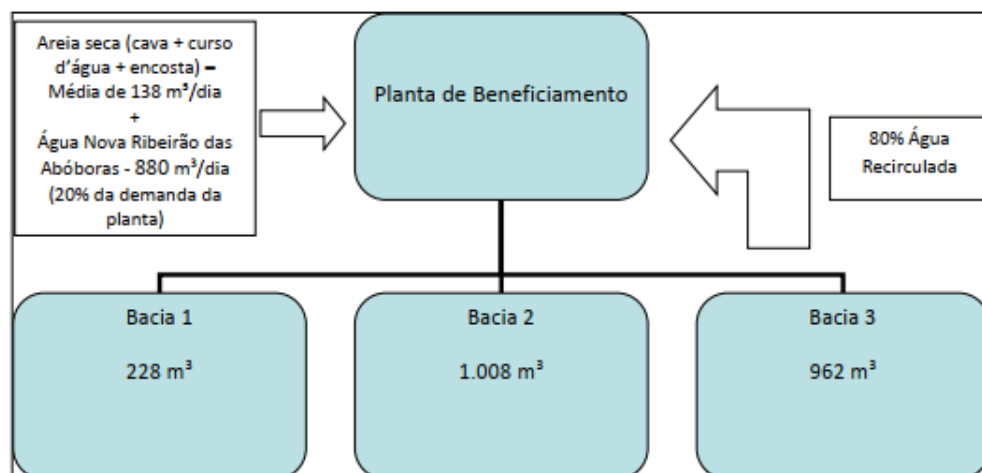 Areia seca (cava + curso
d'água + encosta) –
Média de 138 m³/dia
+
Água Nova Ribeirão das
Abóboras - 880 m³/dia
(20% da demanda da
planta)
Planta de Beneficiamento
80% Água
Recirculada
Bacia 1
228 m³
Bacia 2
1.008 m³
Bacia 3
962 m³